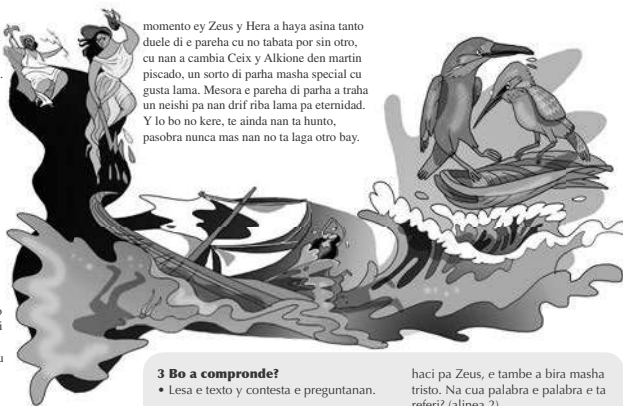 momento ey Zeus y Hera a haya asina tanto
duele di e pareha cu no tabata por sin otro,
cu nan a cambia Ceix y Alkione den martin
piscado, un sorto di parha masha special cu
gusta lama. Mesora e pareha di parha a traha
un neishi pa nan drif riba lama pa eternidad.
Y lo bo no kere, te ainda nan ta hunto,
pasobra nunca mas nan no ta laga otro bay.
3 Bo a compronde?
• Lesa e texto y contesta e preguntanan.
haci pa Zeus, e tambe a bira masha
tristo. Na cua palabra e palabra e ta
referi? (alinea 2)